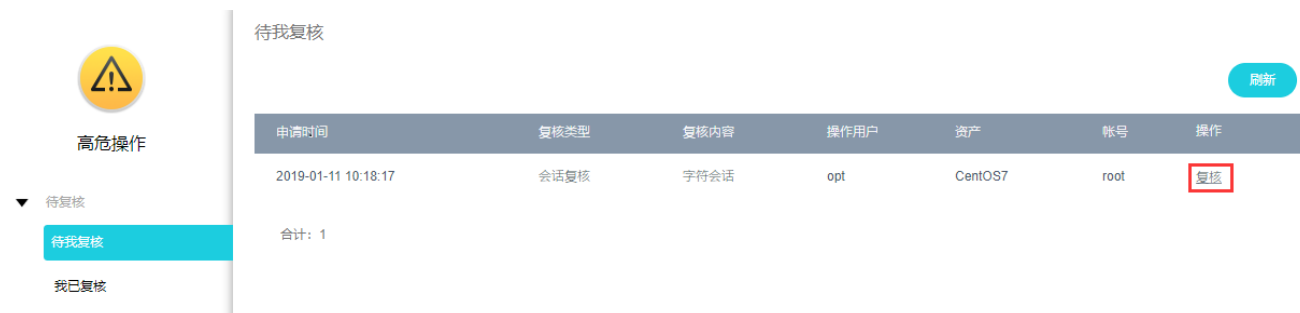 高危操作
待复核
待我复核
我已复核
待我复核
刷新
申请时间 复核类型 复核内容 操作用户 资产 帐号 操作
2019-01-11 10:18:17 会话复核 字符会话 opt CentOS7 root 复核
合计：1